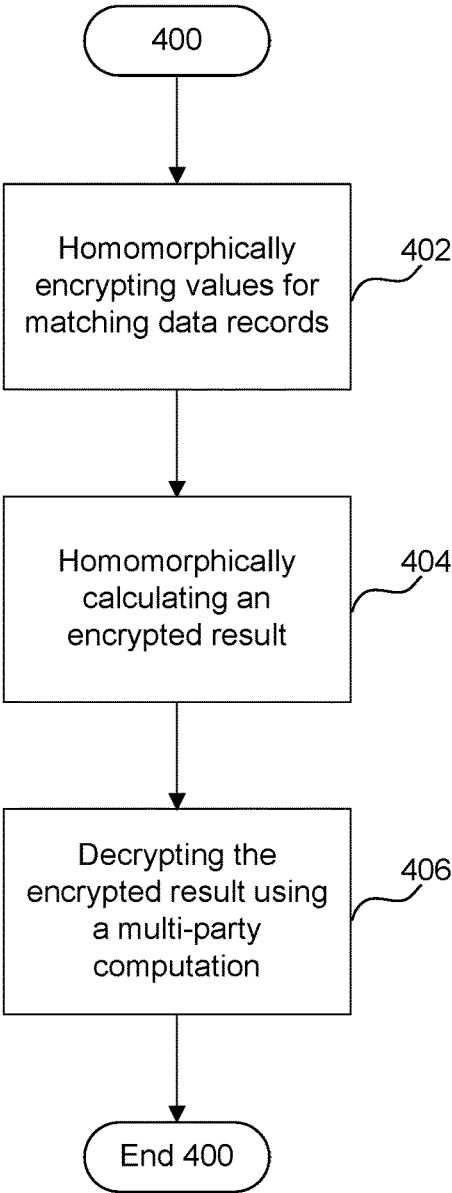 400
Homomorphically
encrypting values for
matching data records
402
Homomorphically
calculating an
encrypted result
404
Decrypting the
encrypted result using
a multi-party
computation
406
End 400